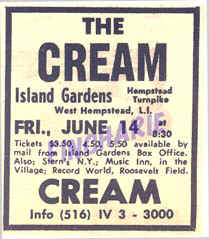 THE
CREAM
Island Gardens Hempstead Turnpike
West Hempstead, L.I.
FRI., JUNE 14 8:30
Tickets $3.50, 4.50, 5.50 available by
mail from Island Gardens Box Office.
Also: Stern, N.Y.; Music Inn, in
the Village; Record World, Roosevelt Field.
CREAM
Info (516) IV 3 - 3000